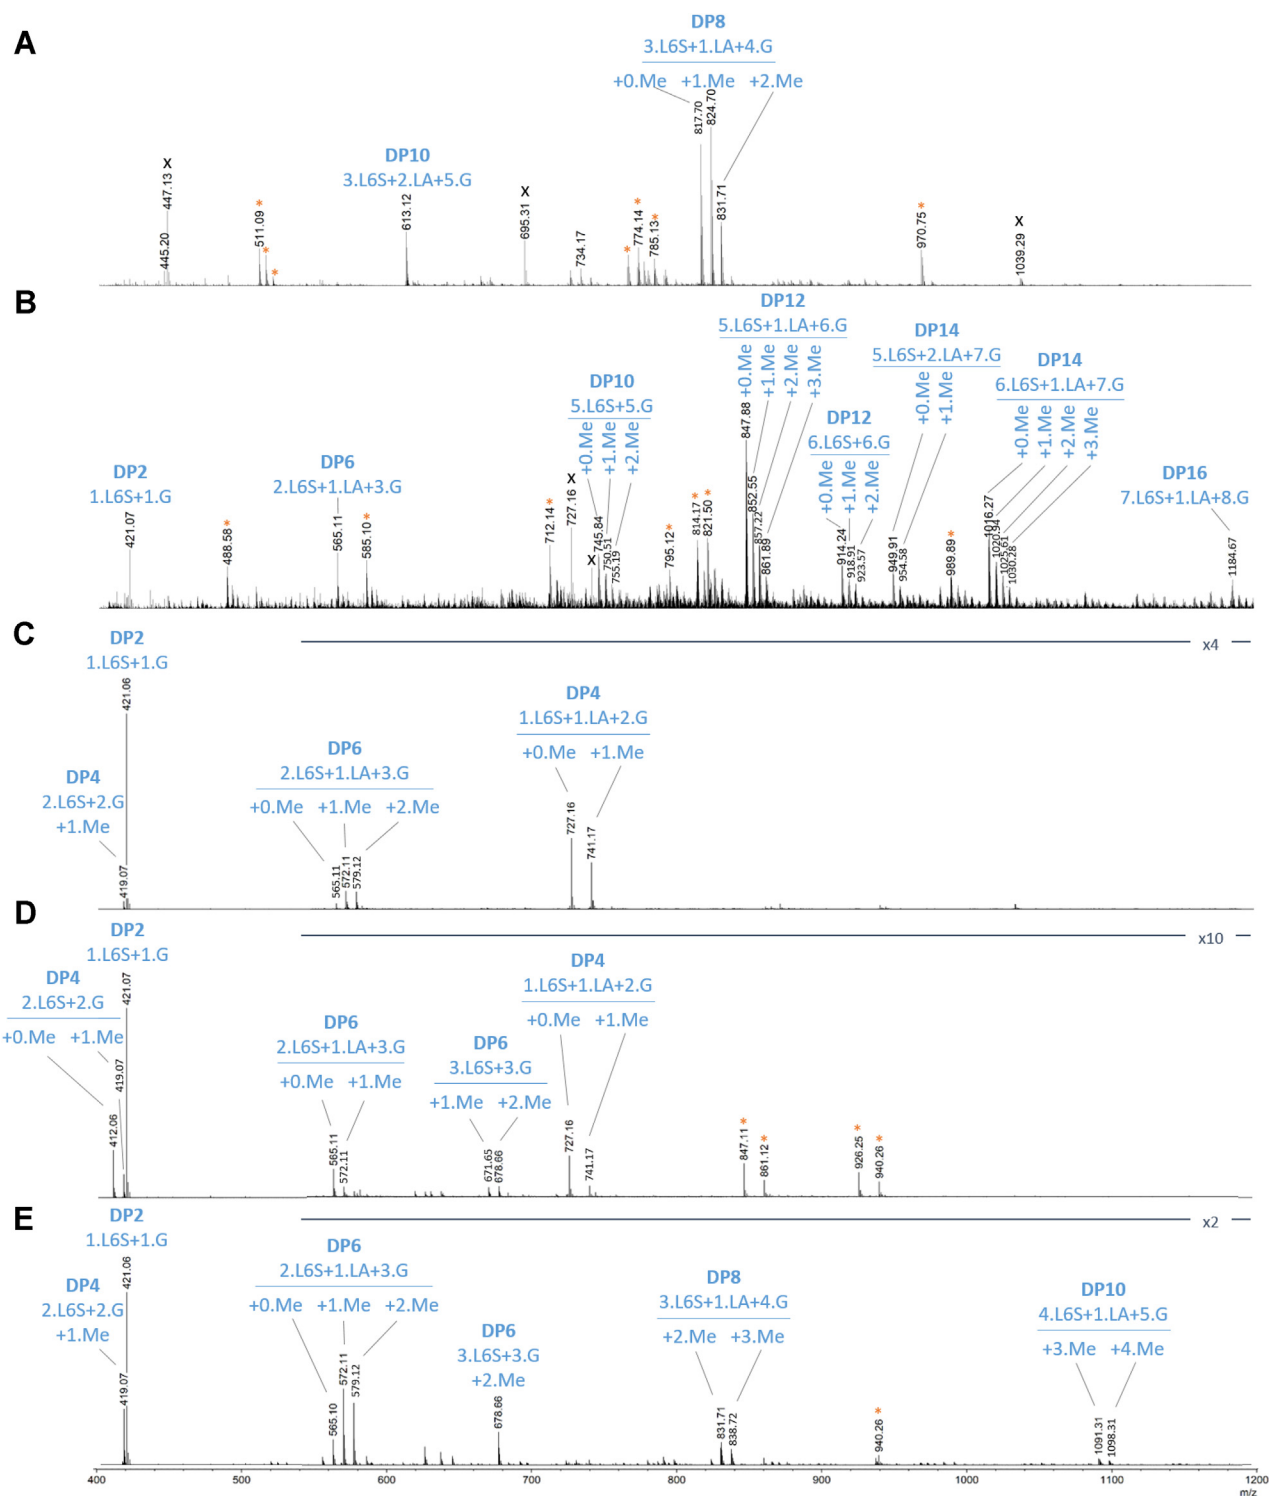 A
DP8
3.L6S+1.LA+4.G
+0.Me +1.Me +2.Me
817.70
824.70
831.71
X
447.13
445.20
*
511.09
*
*
DP10
3.L6S+2.LA+5.G
613.12
X
695.31
734.17
*
*
774.14
*
785.13
*
970.75
X
1039.29
B
DP2
1.L6S+1.G
421.07
*
488.58
DP6
2.L6S+1.LA+3.G
565.11
*
585.10
DP10
5.L6S+5.G
+0.Me
+1.Me
+2.Me
*
712.14
X
727.16
X
745.84
750.51
755.19
*
795.12
*
814.17
*
821.50
DP12
5.L6S+1.LA+6.G
+0.Me
+1.Me
+2.Me
+3.Me
847.88
852.55
857.22
861.89
DP12
6.L6S+6.G
+0.Me
+1.Me
+2.Me
914.24
918.91
923.57
DP14
5.L6S+2.LA+7.G
+0.Me
+1.Me
949.91
954.58
*
989.89
DP14
6.L6S+1.LA+7.G
+0.Me
+1.Me
+2.Me
+3.Me
1016.27
1020.94
1025.61
1030.28
DP16
7.L6S+1.LA+8.G
1184.67
C
x4
DP2
1.L6S+1.G
421.06
DP4
2.L6S+2.G
+1.Me
419.07
DP6
2.L6S+1.LA+3.G
+0.Me +1.Me +2.Me
565.11
572.11
579.12
DP4
1.L6S+1.LA+2.G
+0.Me +1.Me
727.16
741.17
D
x10
DP2
1.L6S+1.G
421.07
DP4
2.L6S+2.G
+0.Me +1.Me
412.06
419.07
DP6
2.L6S+1.LA+3.G
+0.Me +1.Me
565.11
572.11
DP6
3.L6S+3.G
+1.Me +2.Me
671.65
678.66
DP4
1.L6S+1.LA+2.G
+0.Me +1.Me
727.16
741.17
*
847.11
*
861.12
*
926.25
*
940.26
E
x2
DP2
1.L6S+1.G
421.06
DP4
2.L6S+2.G
+1.Me
419.07
DP6
2.L6S+1.LA+3.G
+0.Me +1.Me +2.Me
565.10
572.11
579.12
DP6
3.L6S+3.G
+2.Me
678.66
DP8
3.L6S+1.LA+4.G
+2.Me +3.Me
831.71
838.72
*
940.26
DP10
4.L6S+1.LA+5.G
+3.Me +4.Me
1091.31
1098.31
400 500 600 700 800 900 1000 1100 1200
m/z